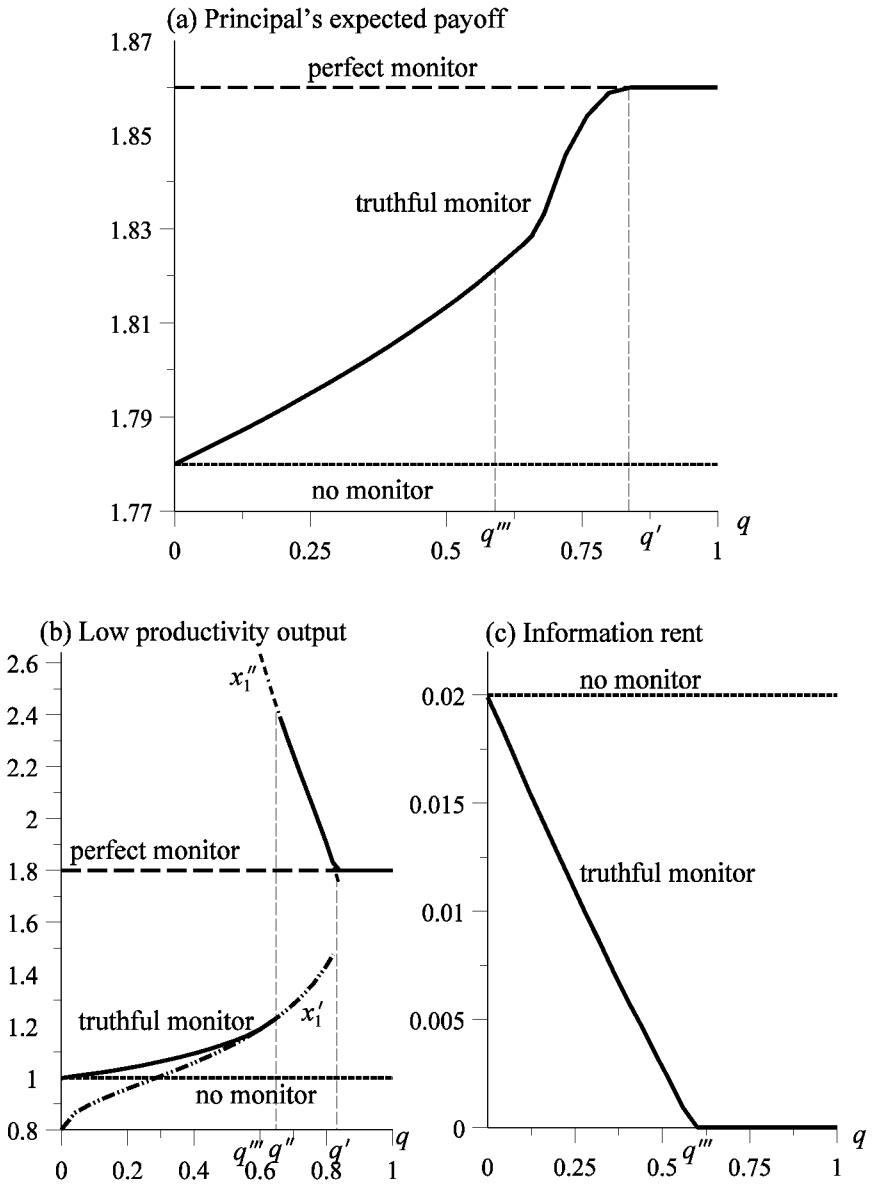 (a) Principal's expected payoff
1.87
perfect monitor
1.85
truthful monitor
1.83
1.81
1.79
no monitor
1.77
q‴ q′ q
0 0.25 0.5 0.75 1
(b) Low productivity output
2.6
x₁″
2.4
2.2
2
perfect monitor
1.8
1.6
1.4
truthful monitor
x₁′
1.2
1
no monitor
0.8
q‴ q″ q′ q
0 0.2 0.4 0.6 0.8 1
(c) Information rent
no monitor
0.02
0.015
truthful monitor
0.01
0.005
0
q‴ q
0 0.25 0.5 0.75 1